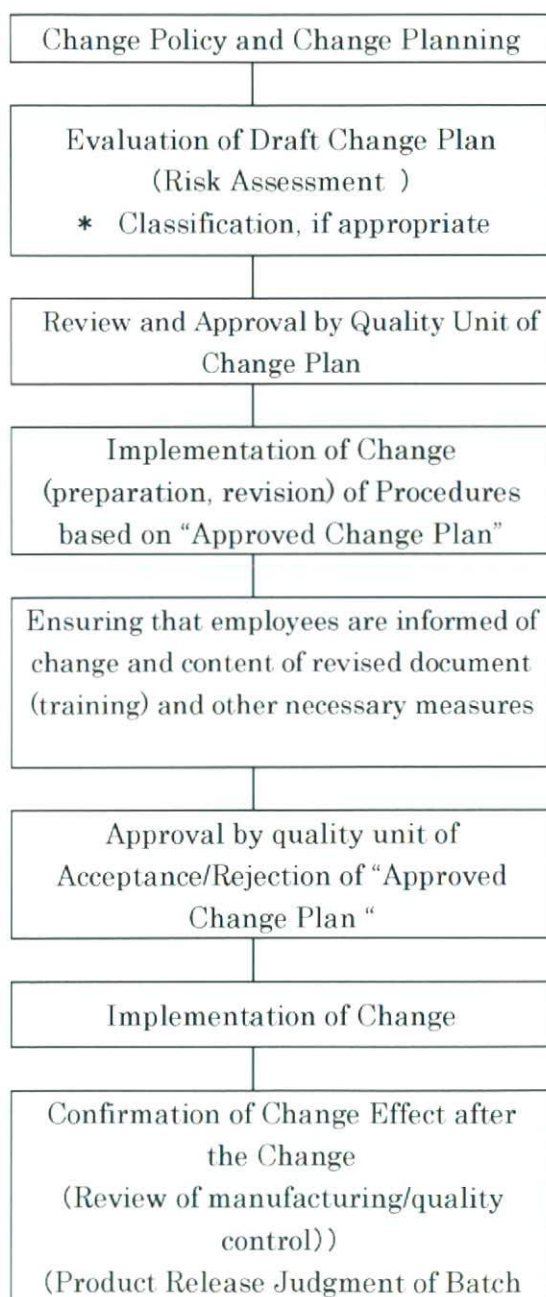 Change Policy and Change Planning
Evaluation of Draft Change Plan
(Risk Assessment )
* Classification, if appropriate
Review and Approval by Quality Unit of
Change Plan
Implementation of Change
(preparation, revision) of Procedures
based on “Approved Change Plan”
Ensuring that employees are informed of
change and content of revised document
(training) and other necessary measures
Approval by quality unit of
Acceptance/Rejection of “Approved
Change Plan “
Implementation of Change
Confirmation of Change Effect after
the Change
(Review of manufacturing/quality
control))
(Product Release Judgment of Batch